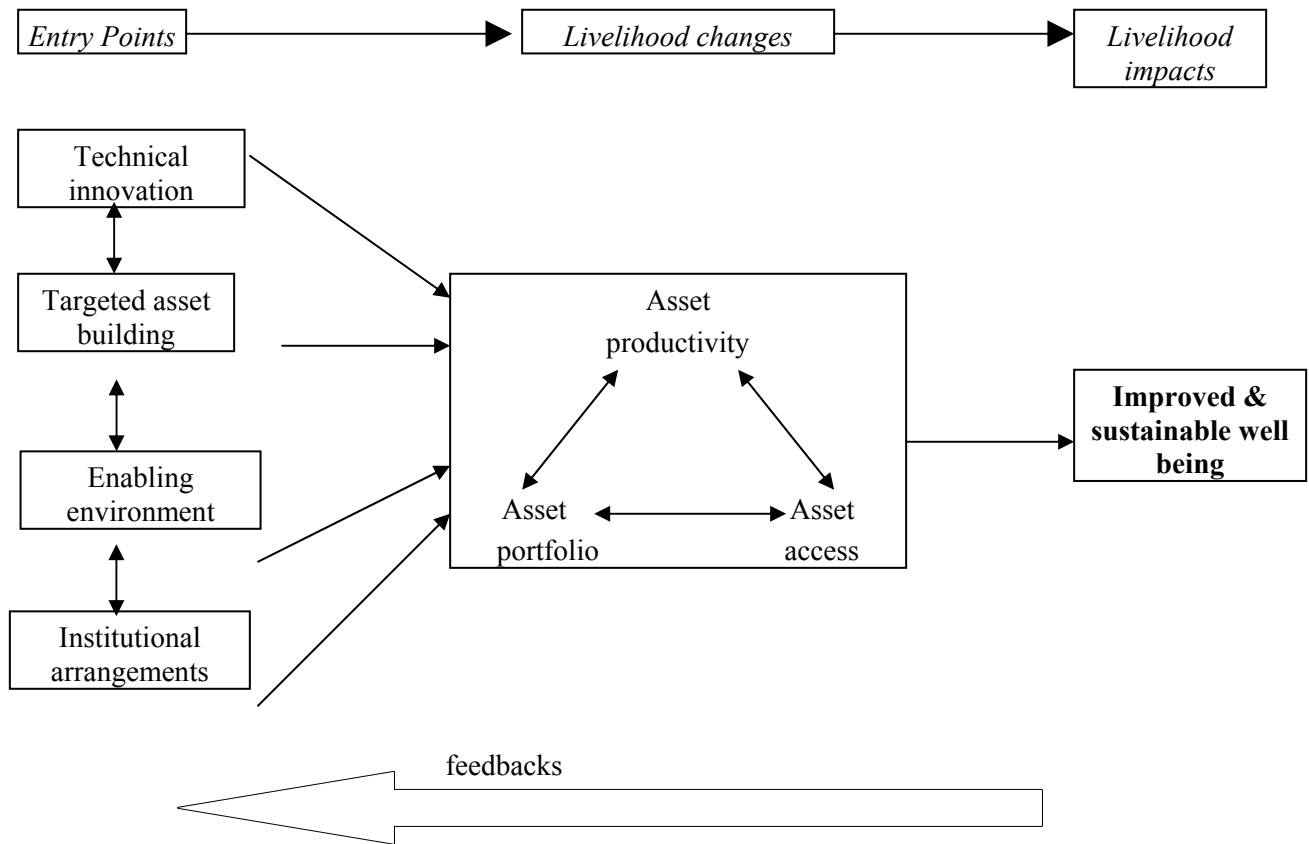 Entry Points
Livelihood changes
Livelihood
impacts
Technical
innovation
Targeted asset
building
Enabling
environment
Institutional
arrangements
Asset
productivity
Asset
portfolio
Asset
access
Improved &
sustainable well
being
feedbacks